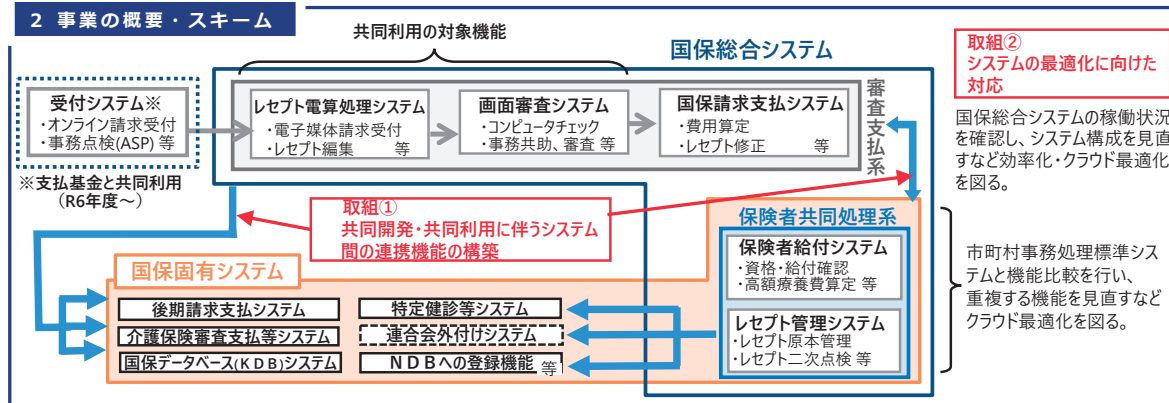 2 事業の概要・スキーム
共同利用の対象機能
国保総合システム
受付システム※
・オンライン請求受付
・事務点検(ASP) 等
※支払基金と共同利用
（R6年度～）
レセプト電算処理システム
・電子媒体請求受付
・レセプト編集 等
画面審査システム
・コンピュータチェック
・事務共助、審査 等
国保請求支払システム
・費用算定
・レセプト修正 等
審査支払系
取組②
システムの最適化に向けた
対応
国保総合システムの稼働状況
を確認し、システム構成を見直
すなど効率化・クラウド最適化
を図る。
取組①
共同開発・共同利用に伴うシステム
間の連携機能の構築
保険者共同処理系
保険者給付システム
・資格・給付確認
・高額療養費算定 等
レセプト管理システム
・レセプト原本管理
・レセプト二次点検 等
市町村事務処理標準シス
テムと機能比較を行い、
重複する機能を見直すなど
クラウド最適化を図る。
国保固有システム
後期請求支払システム
介護保険審査支払等システム
国保データベース(KDB)システム
特定健診等システム
連合会外付けシステム
NDBへの登録機能 等